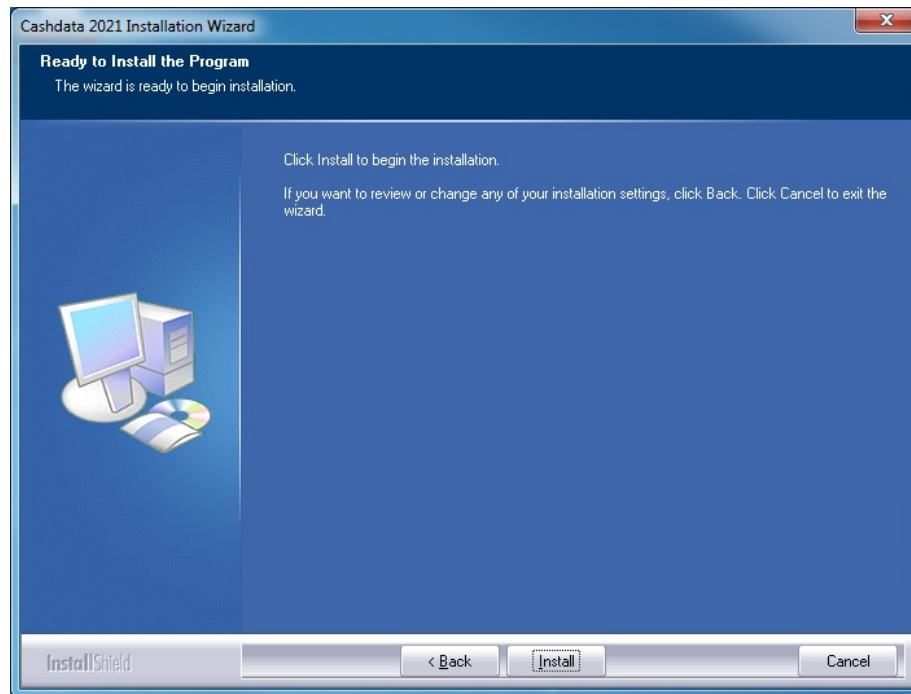 Cashdata 2021 Installation Wizard
Ready to Install the Program
The wizard is ready to begin installation.
Click Install to begin the installation.
If you want to review or change any of your installation settings, click Back. Click Cancel to exit the
wizard.
InstallShield
< Back
Install
Cancel